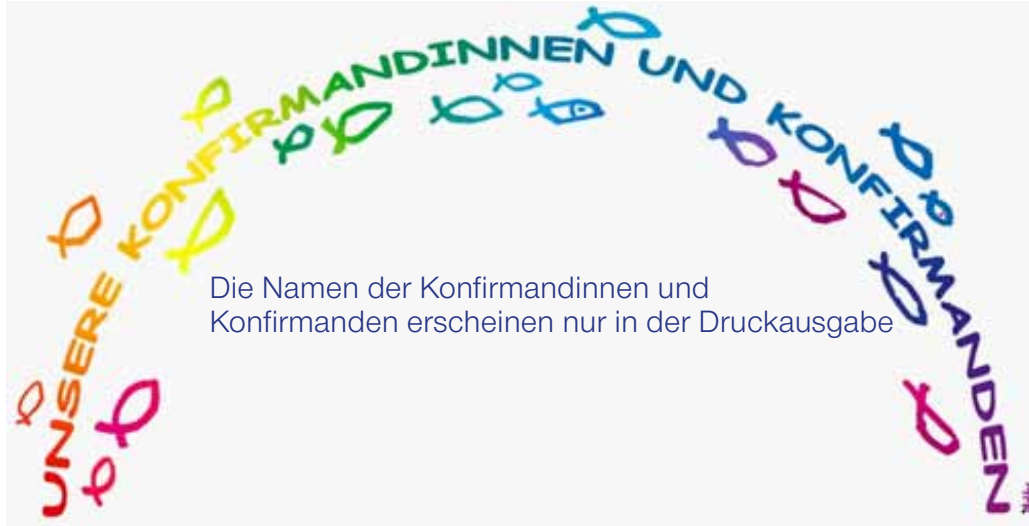 UNSERE KONFIRMANDINNEN UND KONFIRMANDEN
Die Namen der Konfirmandinnen und
Konfirmanden erscheinen nur in der Druckausgabe